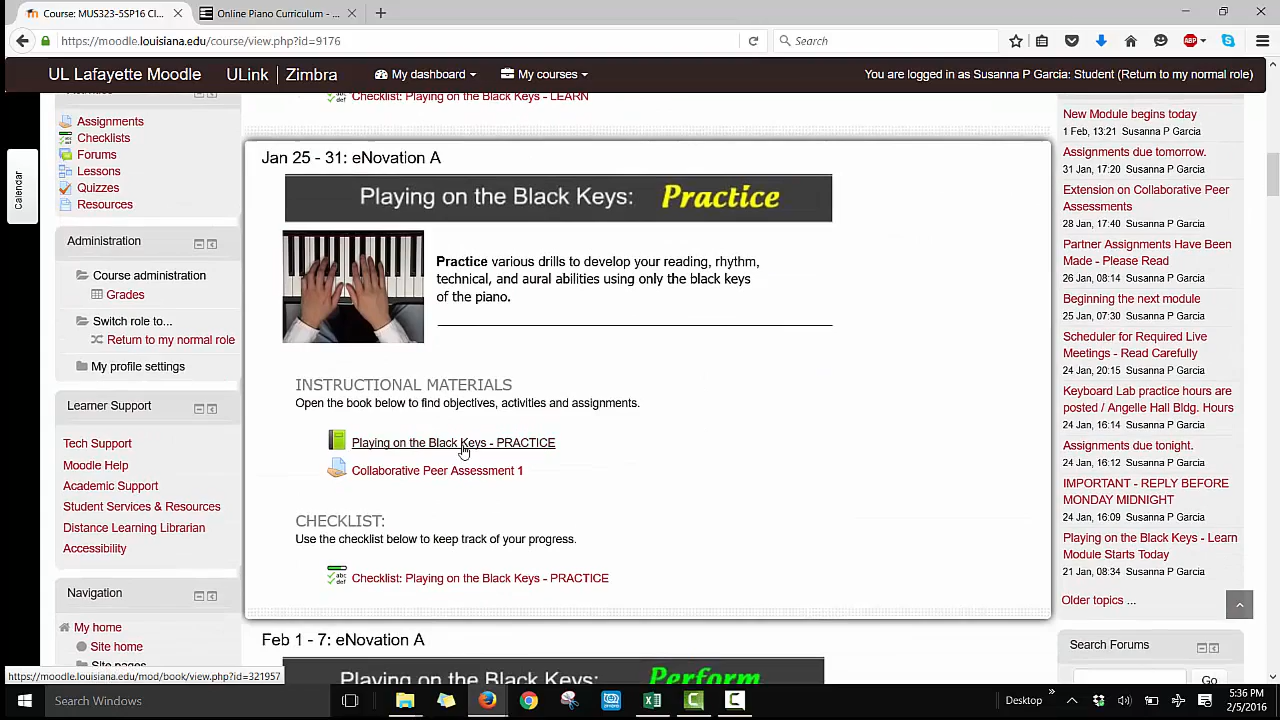 Course: MUS323-5SP16 Cl...
Online Piano Curriculum - ...
https://moodle.louisiana.edu/course/view.php?id=9176
Search
ABP
UL Lafayette Moodle
ULink
Zimbra
My dashboard
My courses
You are logged in as Susanna P Garcia: Student (Return to my normal role)
Calendar
Assignments
Checklists
Forums
Lessons
Quizzes
Resources
Administration
Course administration
Grades
Switch role to...
Return to my normal role
My profile settings
Learner Support
Tech Support
Moodle Help
Academic Support
Student Services & Resources
Distance Learning Librarian
Accessibility
Navigation
My home
Site home
Site pages
Checklist: Playing on the Black Keys - LEARN
Jan 25 - 31: eNovation A
Playing on the Black Keys: Practice
Practice various drills to develop your reading, rhythm,
technical, and aural abilities using only the black keys
of the piano.
INSTRUCTIONAL MATERIALS
Open the book below to find objectives, activities and assignments.
Playing on the Black Keys - PRACTICE
Collaborative Peer Assessment 1
CHECKLIST:
Use the checklist below to keep track of your progress.
abc
def
Checklist: Playing on the Black Keys - PRACTICE
Feb 1 - 7: eNovation A
Playing on the Black Keys: Perform
New Module begins today
1 Feb, 13:21 Susanna P Garcia
Assignments due tomorrow.
31 Jan, 17:20 Susanna P Garcia
Extension on Collaborative Peer
Assessments
28 Jan, 17:40 Susanna P Garcia
Partner Assignments Have Been
Made - Please Read
26 Jan, 08:14 Susanna P Garcia
Beginning the next module
25 Jan, 07:30 Susanna P Garcia
Scheduler for Required Live
Meetings - Read Carefully
24 Jan, 20:15 Susanna P Garcia
Keyboard Lab practice hours are
posted / Angelle Hall Bldg. Hours
24 Jan, 16:14 Susanna P Garcia
Assignments due tonight.
24 Jan, 16:12 Susanna P Garcia
IMPORTANT - REPLY BEFORE
MONDAY MIDNIGHT
24 Jan, 16:09 Susanna P Garcia
Playing on the Black Keys - Learn
Module Starts Today
21 Jan, 08:34 Susanna P Garcia
Older topics ...
Search Forums
Go
https://moodle.louisiana.edu/mod/book/view.php?id=321957
Search Windows
Desktop
5:36 PM
2/5/2016